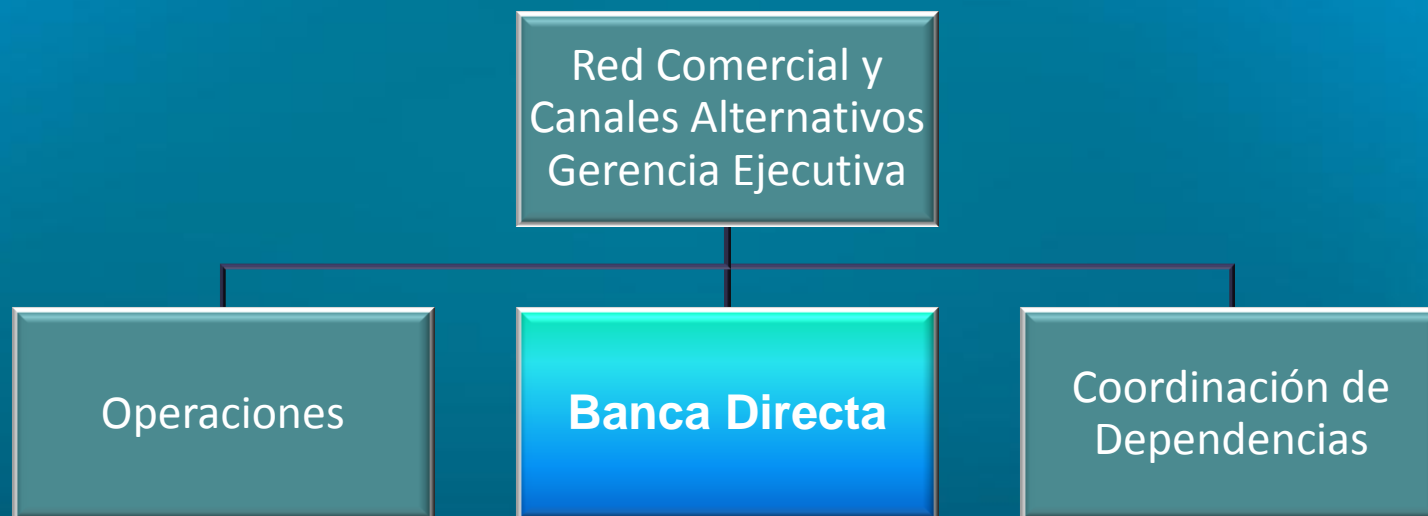 Red Comercial y
Canales Alternativos
Gerencia Ejecutiva
Operaciones
Banca Directa
Coordinación de
Dependencias